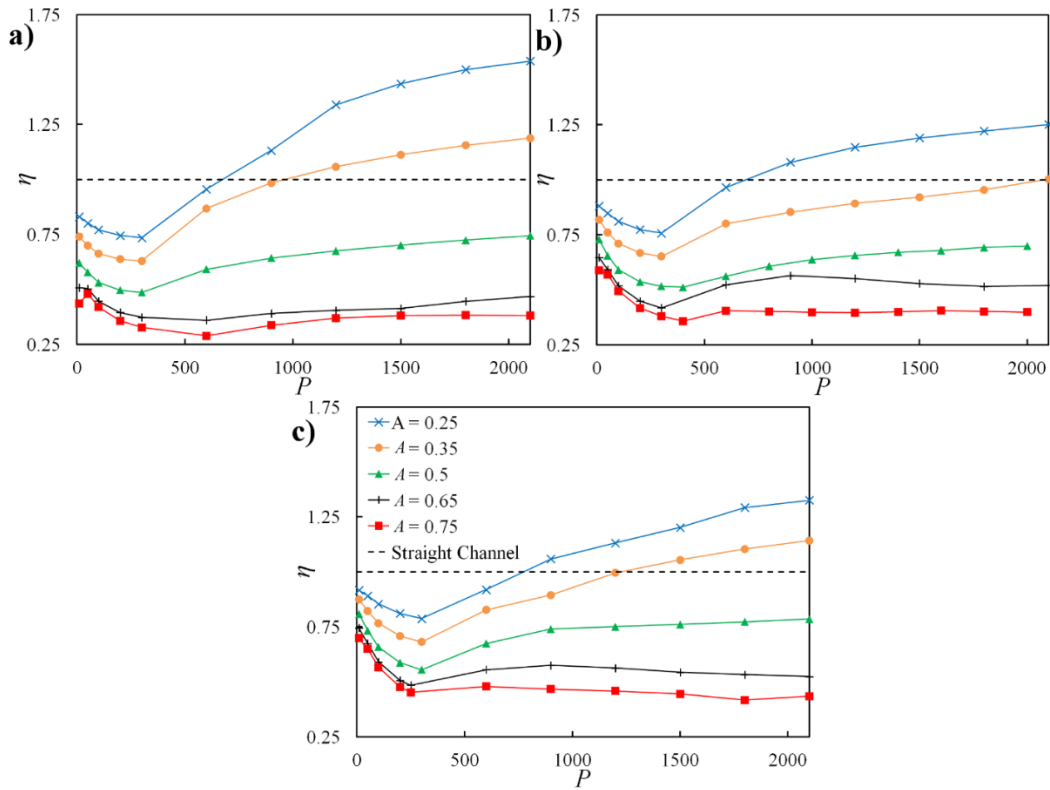 a)
1.75
1.25
η
0.75
0.25
0 500 1000 1500 2000
P
b)
1.75
1.25
η
0.75
0.25
0 500 1000 1500 2000
P
c)
1.75
1.25
η
0.75
0.25
A = 0.25
A = 0.35
A = 0.5
A = 0.65
A = 0.75
Straight Channel
0 500 1000 1500 2000
P